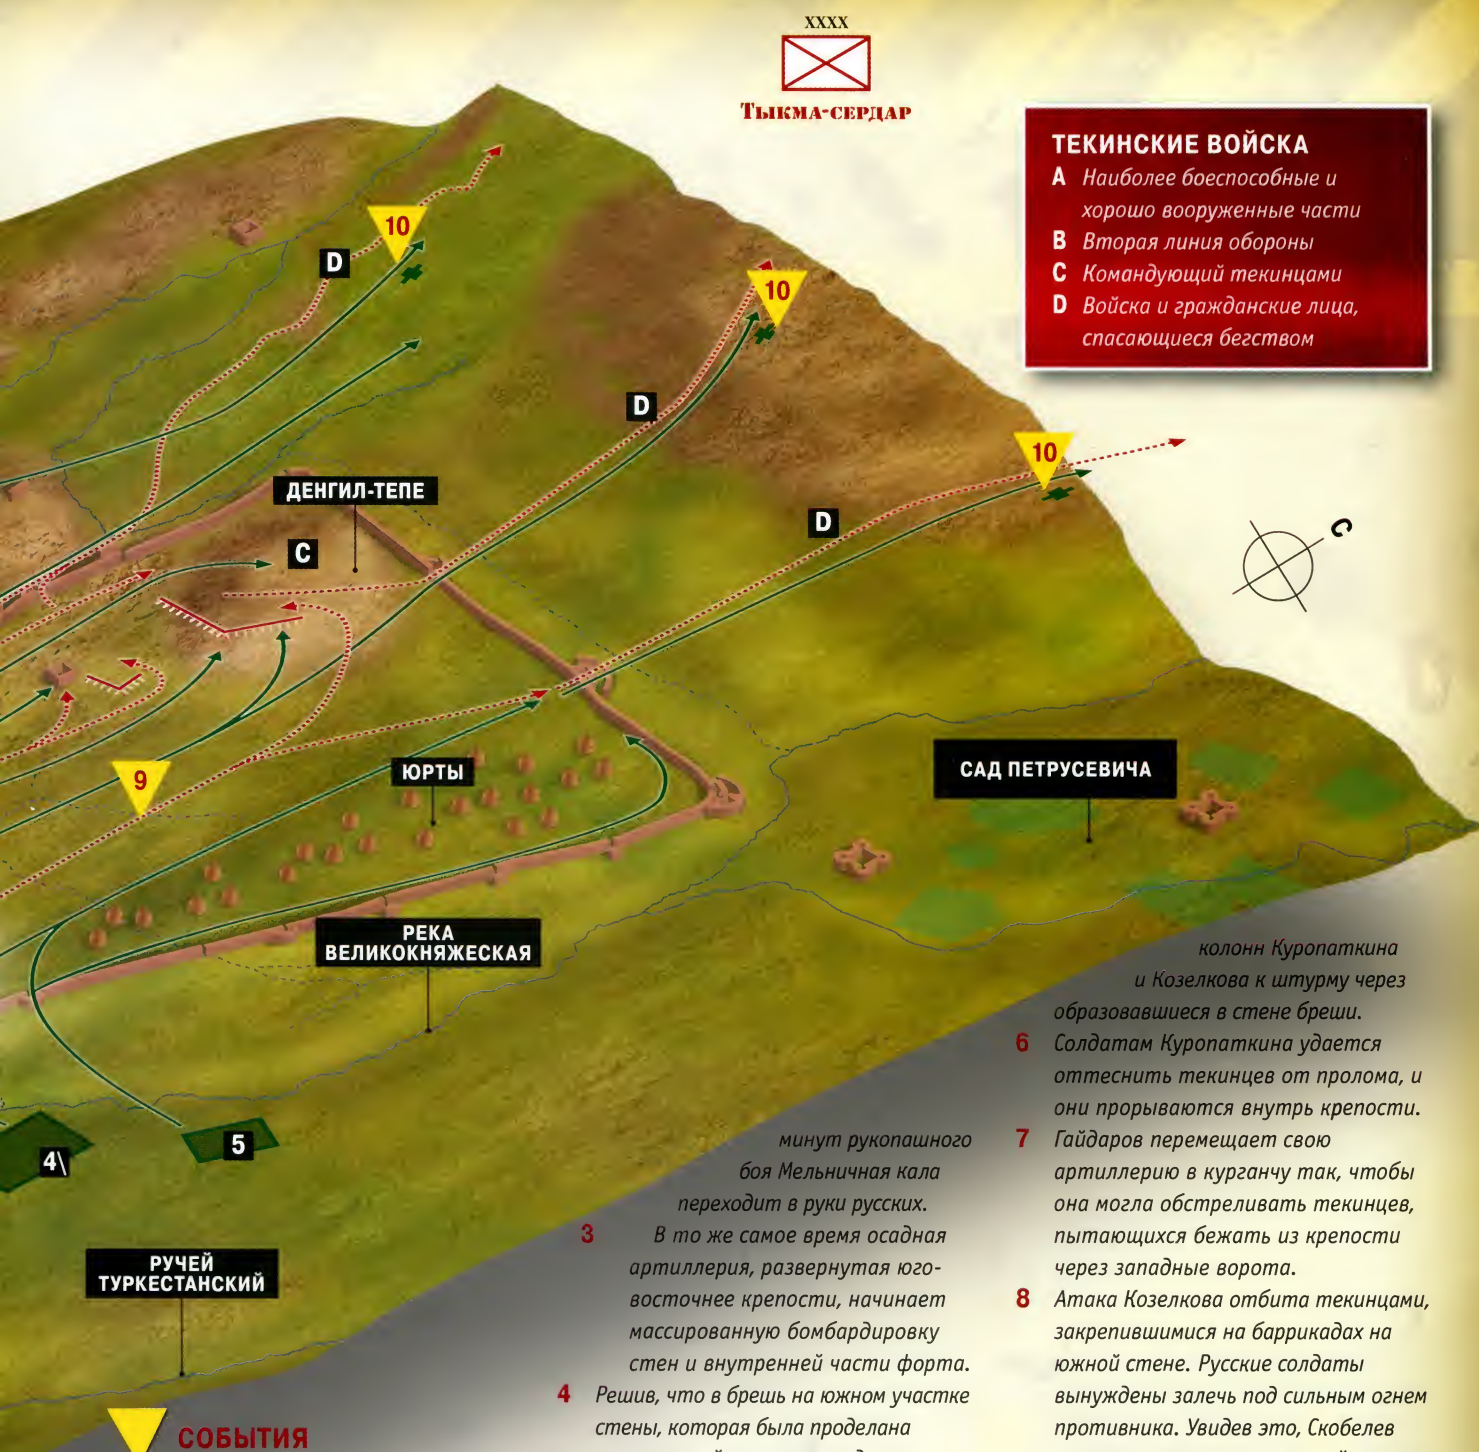 XXXX
Тыкма-сердар
ТЕКИНСКИЕ ВОЙСКА
A Наиболее боеспособные и
хорошо вооруженные части
B Вторая линия обороны
C Командующий текинцами
D Войска и гражданские лица,
спасающиеся бегством
10
D
10
D
10
D
С
ДЕНГИЛ-ТЕПЕ
C
9
ЮРТЫ
САД ПЕТРУСЕВИЧА
РЕКА
ВЕЛИКОКНЯЖЕСКАЯ
4\
5
РУЧЕЙ
ТУРКЕСТАНСКИЙ
СОБЫТИЯ
минут рукопашного
боя Мельничная кала
переходит в руки русских.
3 В то же самое время осадная
артиллерия, развернутая юго-
восточнее крепости, начинает
массированную бомбардировку
стен и внутренней части форта.
4 Решив, что в брешь на южном участке
стены, которая была проделана
колонн Куропаткина
и Козелкова к штурму через
образовавшиеся в стене бреши.
6 Солдатам Куропаткина удается
оттеснить текинцев от пролома, и
они прорываются внутрь крепости.
7 Гайдаров перемещает свою
артиллерию в курганчу так, чтобы
она могла обстреливать текинцев,
пытающихся бежать из крепости
через западные ворота.
8 Атака Козелкова отбита текинцами,
закрепившимися на баррикадах на
южной стене. Русские солдаты
вынуждены залечь под сильным огнем
противника. Увидев это, Скобелев